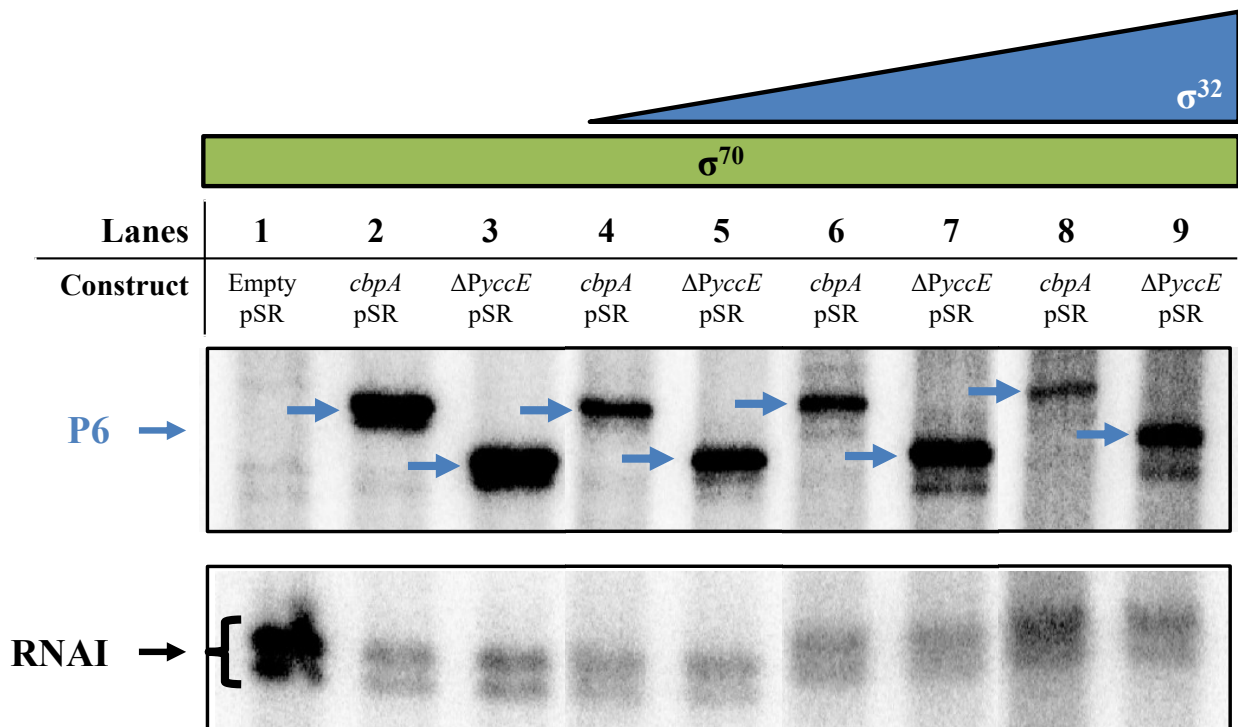 σ32
σ70
Lanes 1 2 3 4 5 6 7 8 9
Construct Empty pSR cbpA pSR ΔPyccE pSR cbpA pSR ΔPyccE pSR cbpA pSR ΔPyccE pSR cbpA pSR ΔPyccE pSR
P6
RNAI